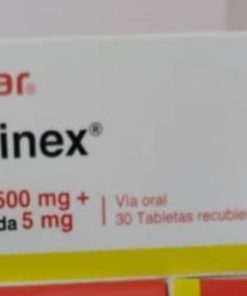 ar®
inex®
500 mg +
da 5 mg
Vía oral
30 Tabletas recubie